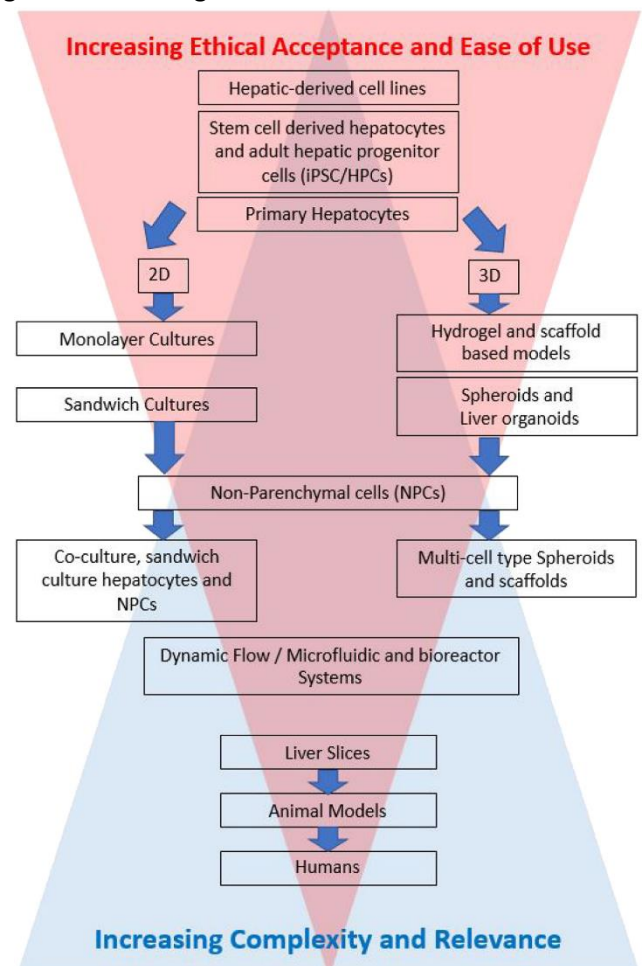 Increasing Ethical Acceptance and Ease of Use
Hepatic-derived cell lines
Stem cell derived hepatocytes
and adult hepatic progenitor
cells (iPSC/HPCs)
Primary Hepatocytes
2D
3D
Monolayer Cultures
Hydrogel and scaffold
based models
Sandwich Cultures
Spheroids and
Liver organoids
Non-Parenchymal cells (NPCs)
Co-culture, sandwich
culture hepatocytes and
NPCs
Multi-cell type Spheroids
and scaffolds
Dynamic Flow / Microfluidic and bioreactor
Systems
Liver Slices
Animal Models
Humans
Increasing Complexity and Relevance